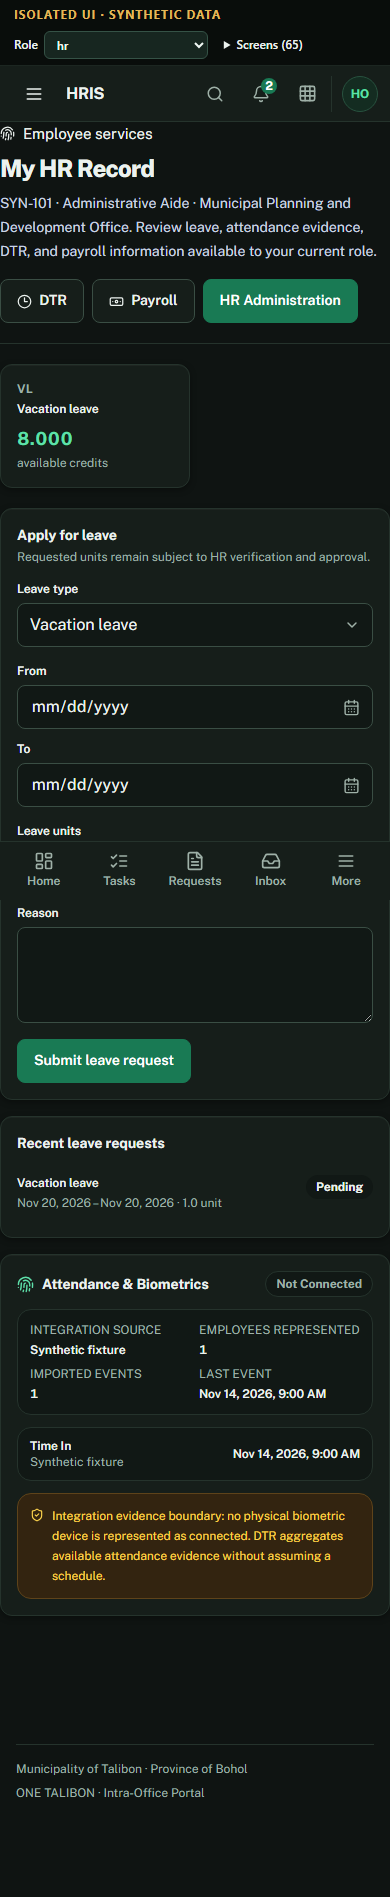 ISOLATED UI · SYNTHETIC DATA
Role hr ▶ Screens (65)
HRIS 2 HO
Employee services
My HR Record
SYN-101 · Administrative Aide · Municipal Planning and
Development Office. Review leave, attendance evidence,
DTR, and payroll information available to your current role.
DTR Payroll HR Administration
VL
Vacation leave
8.000
available credits
Apply for leave
Requested units remain subject to HR verification and approval.
Leave type
Vacation leave
From
mm/dd/yyyy
To
mm/dd/yyyy
Leave units
Home Tasks Requests Inbox More
Reason
Submit leave request
Recent leave requests
Vacation leave
Nov 20, 2026–Nov 20, 2026 · 1.0 unit
Pending
Attendance & Biometrics Not Connected
INTEGRATION SOURCE EMPLOYEES REPRESENTED
Synthetic fixture 1
IMPORTED EVENTS LAST EVENT
1 Nov 14, 2026, 9:00 AM
Time In
Synthetic fixture
Nov 14, 2026, 9:00 AM
Integration evidence boundary: no physical biometric
device is represented as connected. DTR aggregates
available attendance evidence without assuming a
schedule.
Municipality of Talibon · Province of Bohol
ONE TALIBON · Intra-Office Portal